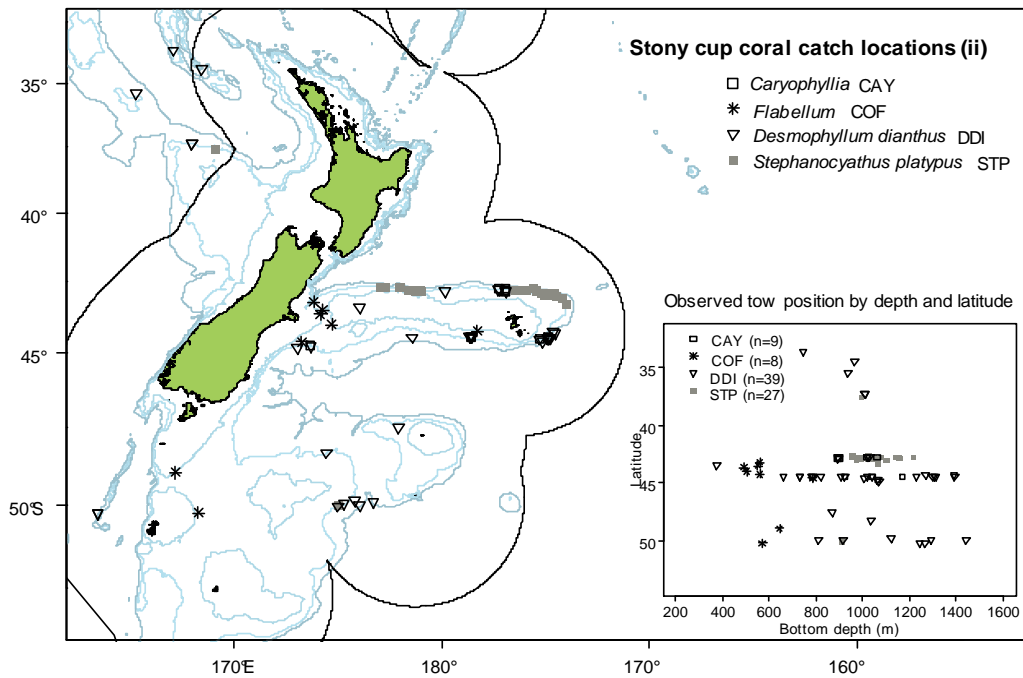 Stony cup coral catch locations (ii)
Caryophyllia CAY
Flabellum COF
Desmophyllum dianthus DDI
Stephanocyathus platypus STP
35°
40°
45°
50°S
170°E
180°
170°
160°
Observed tow position by depth and latitude
CAY (n=9)
COF (n=8)
DDI (n=39)
STP (n=27)
Latitude
35
40
45
50
200
400
600
800
1000
1200
1400
1600
Bottom depth (m)